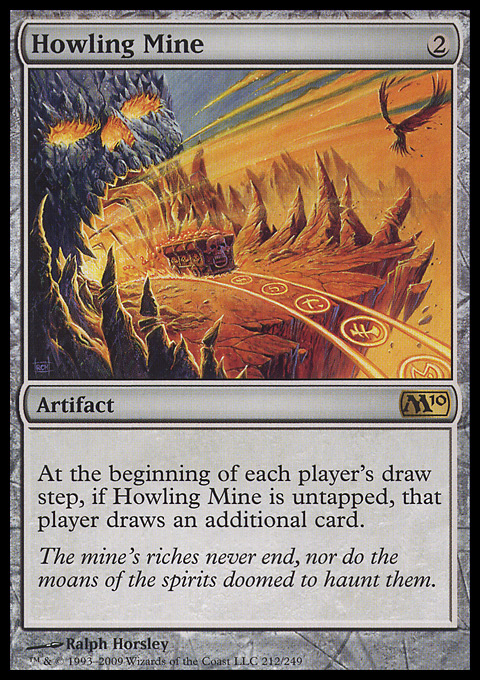 Howling Mine 2
Artifact M10
At the beginning of each player's draw
step, if Howling Mine is untapped, that
player draws an additional card.
The mine's riches never end, nor do the
moans of the spirits doomed to haunt them.
Ralph Horsley
™ & © 1993–2009 Wizards of the Coast LLC 212/249